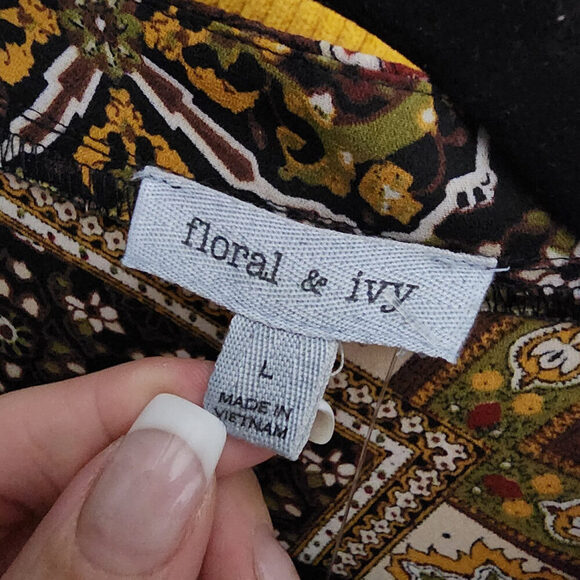 floral & ivy
L
MADE IN
VIETNAM